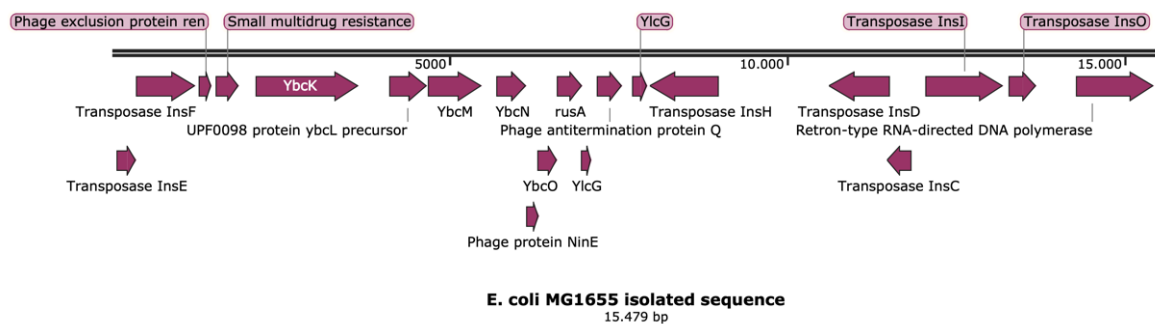 Phage exclusion protein ren
Small multidrug resistance
YlcG
Transposase InsI
Transposase InsO
5000
10.000
15.000
YbcK
Transposase InsF
YbcM
YbcN
rusA
Transposase InsH
Transposase InsD
UPF0098 protein ybcL precursor
Phage antitermination protein Q
Retron-type RNA-directed DNA polymerase
Transposase InsE
YbcO
YlcG
Transposase InsC
Phage protein NinE
E. coli MG1655 isolated sequence
15.479 bp